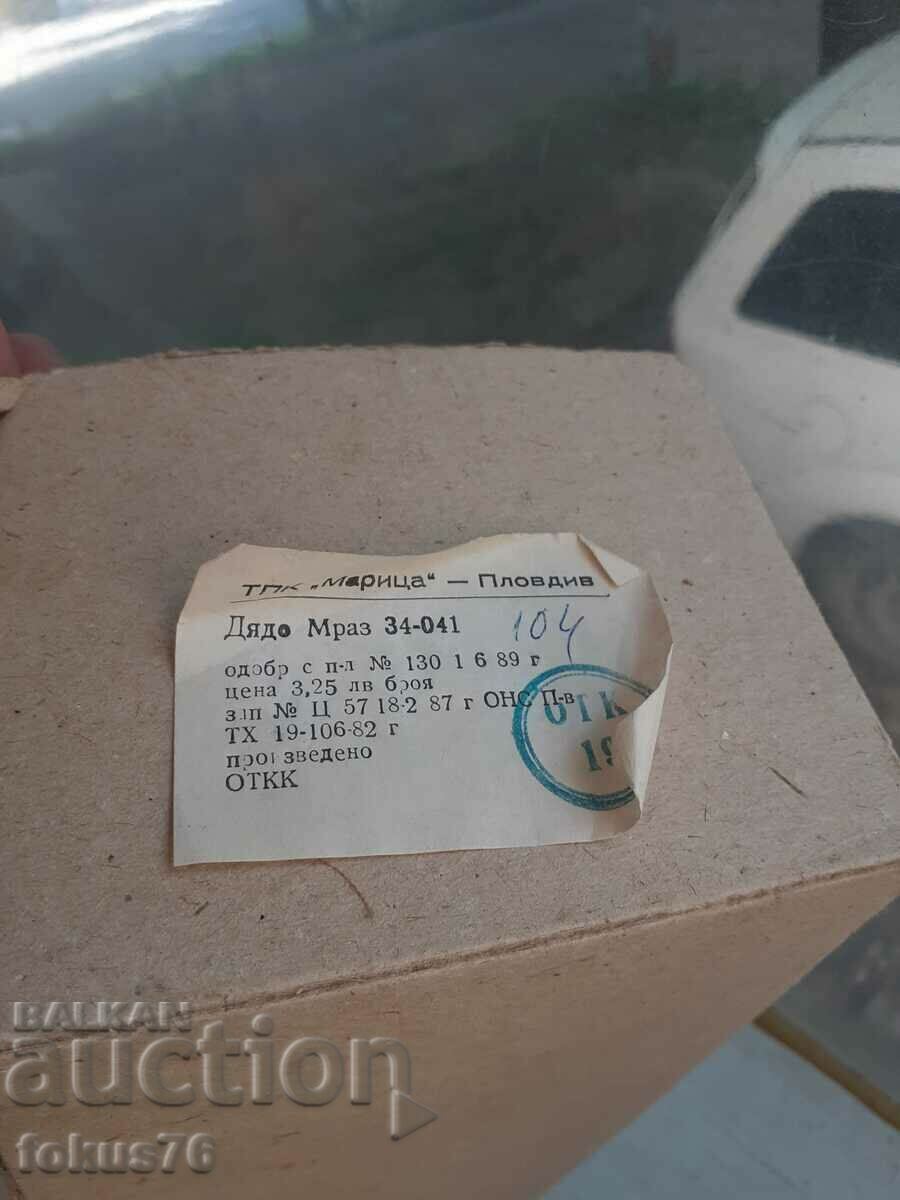 ТПК „Марица“ — Пловдив
Дядо Мраз 34-041 104
одобр с п-л № 130 1 6 89 г
цена 3,25 лв броя
зап № Ц 57 18-2 87 г ОНС П-в
ТХ 19-106-82 г
произведено
ОТКК
ОТК
19
BALKAN
auction
fokus76